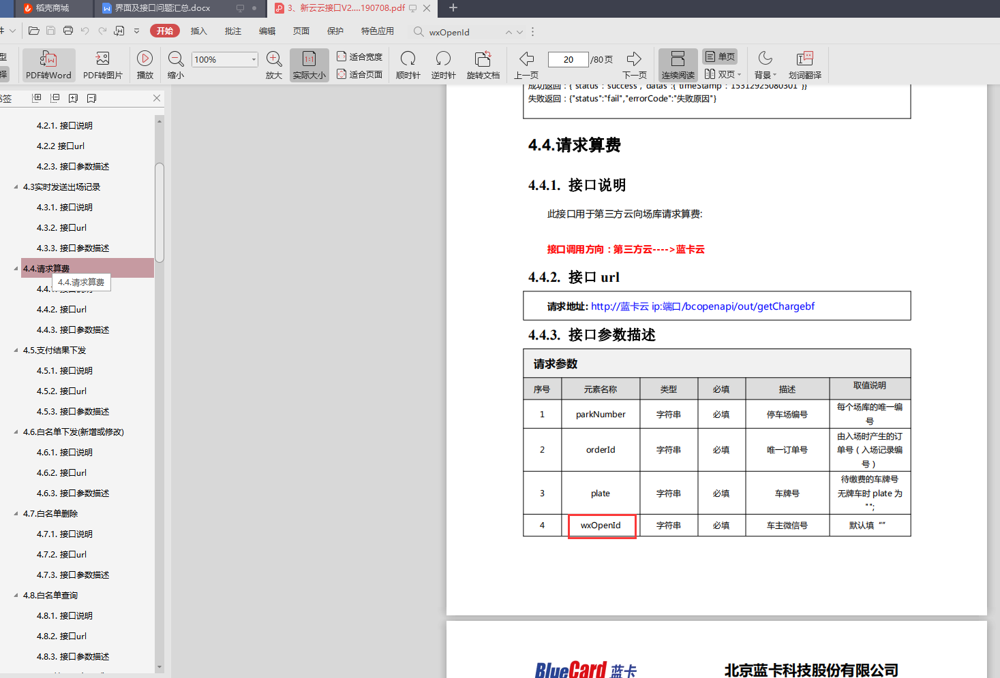 稻壳商城 界面及接口问题汇总.docx 3、新云云接口V2....190708.pdf
件 开始 插入 批注 编辑 页面 保护 特色应用 wxOpenId
PDF转Word PDF转图片 播放 缩小 100% 放大 实际大小 适合宽度 适合页面 顺时针 逆时针 旋转文档 上一页 20 /80页 下一页 连续阅读 单页 双页 背景 划词翻译
书签
4.2.1. 接口说明
4.2.2 接口url
4.2.3. 接口参数描述
4.3实时发送出场记录
4.3.1. 接口说明
4.3.2. 接口url
4.3.3. 接口参数描述
4.4.请求算费
4.4.请求算费
4.4.2. 接口url
4.4.3. 接口参数描述
4.5.支付结果下发
4.5.1. 接口说明
4.5.2. 接口url
4.5.3. 接口参数描述
4.6.白名单下发(新增或修改)
4.6.1. 接口说明
4.6.2. 接口url
4.6.3. 接口参数描述
4.7.白名单删除
4.7.1. 接口说明
4.7.2. 接口url
4.7.3. 接口参数描述
4.8.白名单查询
4.8.1. 接口说明
4.8.2. 接口url
4.8.3. 接口参数描述
成功返回：{"status":"success","datas":{"timeStamp":"15312925080301"}}
失败返回：{"status":"fail","errorCode":"失败原因"}
4.4.请求算费
4.4.1. 接口说明
此接口用于第三方云向场库请求算费:
接口调用方向：第三方云---->蓝卡云
4.4.2. 接口 url
请求地址: http://蓝卡云 ip:端口/bcopenapi/out/getChargebf
4.4.3. 接口参数描述
请求参数
序号 元素名称 类型 必填 描述 取值说明
1 parkNumber 字符串 必填 停车场编号 每个场库的唯一编
号
2 orderId 字符串 必填 唯一订单号 由入场时产生的订
单号（入场记录编
号）
3 plate 字符串 必填 车牌号 待缴费的车牌号
无牌车时 plate 为
"";
4 wxOpenId 字符串 必填 车主微信号 默认填 “”
BlueCard 蓝卡 北京蓝卡科技股份有限公司